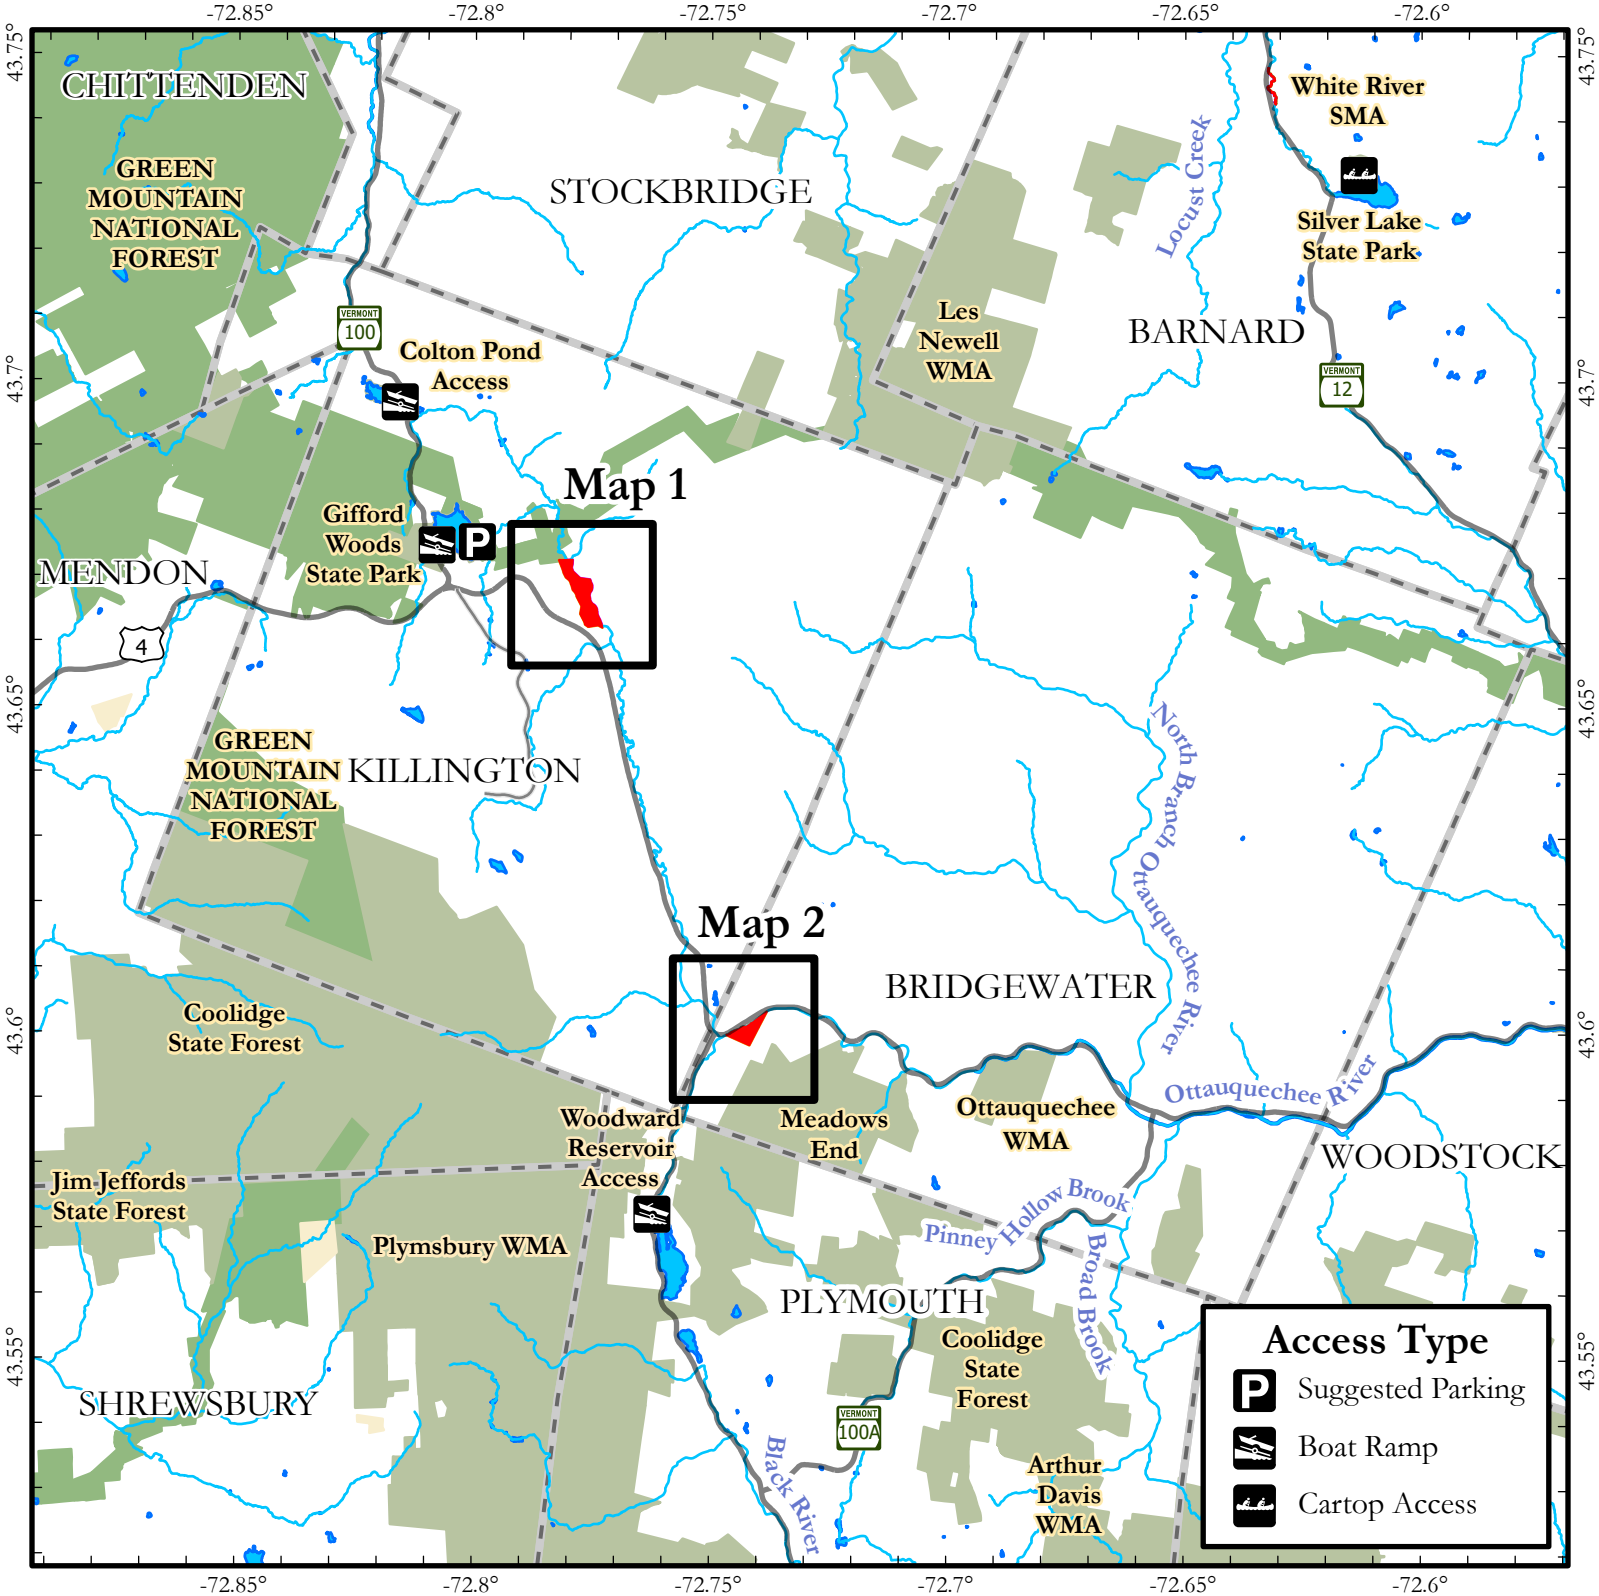 -72.85°
-72.8°
-72.75°
-72.7°
-72.65°
-72.6°
43.75°
43.75°
CHITTENDEN
White River
SMA
GREEN
MOUNTAIN
NATIONAL
FOREST
STOCKBRIDGE
Locust Creek
Silver Lake
State Park
VERMONT
100
Les
Newell
WMA
BARNARD
Colton Pond
Access
43.7°
43.7°
VERMONT
12
Map 1
Gifford
Woods
State Park
P
MENDON
4
43.65°
43.65°
GREEN
MOUNTAIN
NATIONAL
FOREST
KILLINGTON
North Branch Ottauquechee River
Map 2
BRIDGEWATER
Coolidge
State Forest
43.6°
43.6°
Ottauquechee River
Woodward
Reservoir
Access
Meadows
End
Ottauquechee
WMA
WOODSTOCK
Jim Jeffords
State Forest
Pinney Hollow Brook
Plymsbury WMA
Broad Brook
PLYMOUTH
Coolidge
State
Forest
43.55°
43.55°
SHREWSBURY
VERMONT
100A
Black River
Arthur
Davis
WMA
Access Type
P
Suggested Parking
Boat Ramp
Cartop Access
-72.85°
-72.8°
-72.75°
-72.7°
-72.65°
-72.6°